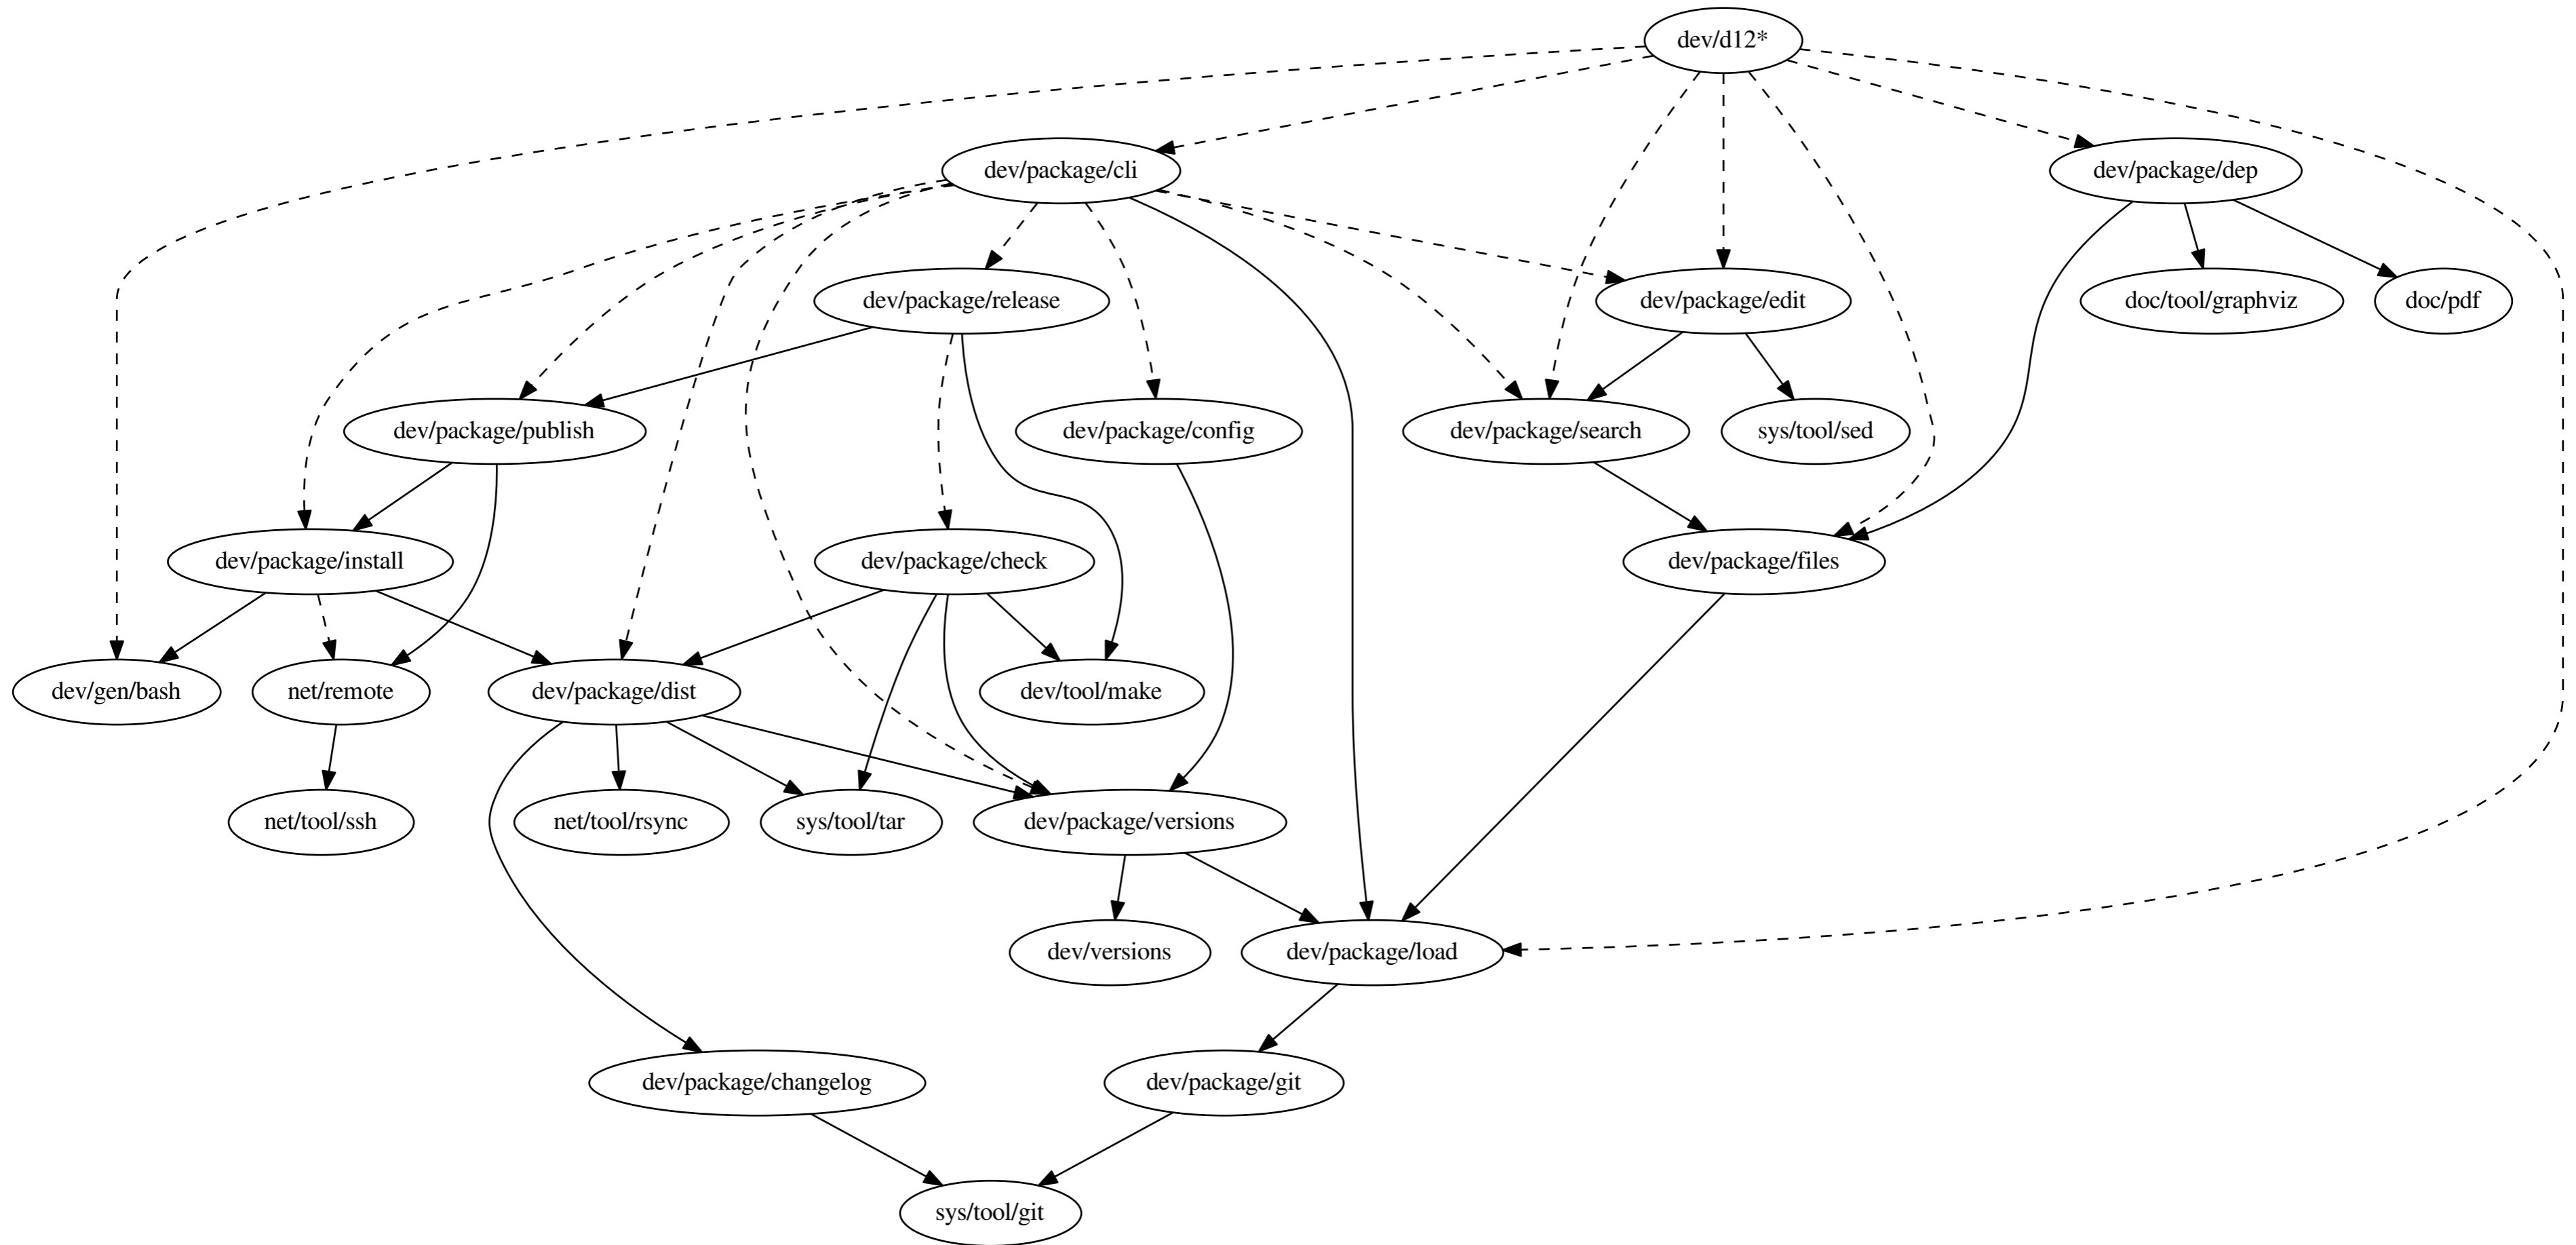 dev/d12*
dev/package/cli
dev/package/dep
dev/package/release
dev/package/edit
doc/tool/graphviz
doc/pdf
dev/package/publish
dev/package/config
dev/package/search
sys/tool/sed
dev/package/install
dev/package/check
dev/package/files
dev/gen/bash
net/remote
dev/package/dist
dev/tool/make
net/tool/ssh
net/tool/rsync
sys/tool/tar
dev/package/versions
dev/versions
dev/package/load
dev/package/changelog
dev/package/git
sys/tool/git